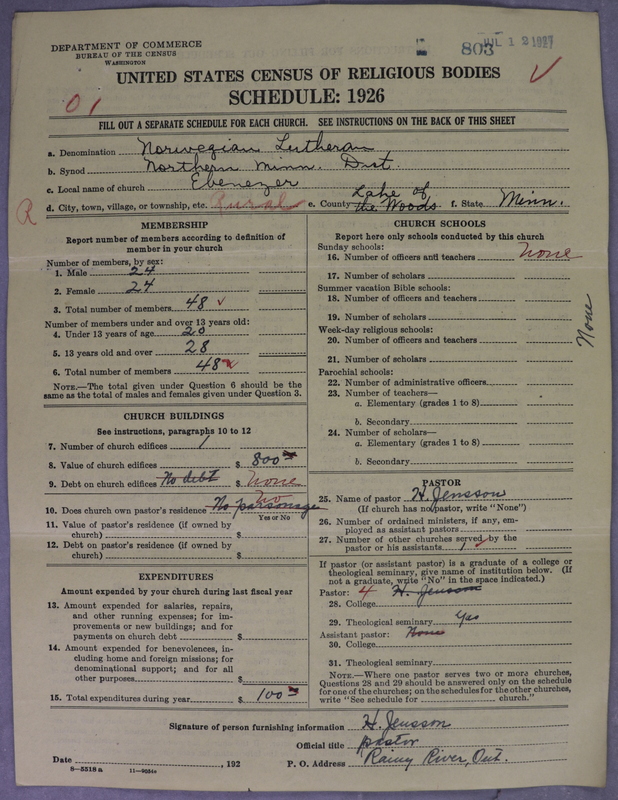 DEPARTMENT OF COMMERCE
BUREAU OF THE CENSUS
WASHINGTON
803
JUL 12 1927
UNITED STATES CENSUS OF RELIGIOUS BODIES
SCHEDULE: 1926
01
FILL OUT A SEPARATE SCHEDULE FOR EACH CHURCH. SEE INSTRUCTIONS ON THE BACK OF THIS SHEET
a. Denomination Norwegian Lutheran
b. Synod Northern Minn. Dist.
c. Local name of church Ebenezer
d. City, town, village, or township, etc. Rural e. County Lake of the Woods f. State Minn.
R
MEMBERSHIP
Report number of members according to definition of
member in your church
Number of members, by sex:
1. Male 24
2. Female 24
3. Total number of members 48
Number of members under and over 13 years old:
4. Under 13 years of age 20
5. 13 years old and over 28
6. Total number of members 48
NOTE.—The total given under Question 6 should be the
same as the total of males and females given under Question 3.
CHURCH BUILDINGS
See instructions, paragraphs 10 to 12
7. Number of church edifices 1
8. Value of church edifices $ 800
9. Debt on church edifices No debt $ none
10. Does church own pastor's residence No parsonage No
Yes or No
11. Value of pastor's residence (if owned by
church) $
12. Debt on pastor's residence (if owned by
church) $
EXPENDITURES
Amount expended by your church during last fiscal year
13. Amount expended for salaries, repairs,
and other running expenses; for im-
provements or new buildings; and for
payments on church debt $
14. Amount expended for benevolences, in-
cluding home and foreign missions; for
denominational support; and for all
other purposes $
15. Total expenditures during year $ 100
CHURCH SCHOOLS
Report here only schools conducted by this church
Sunday schools:
16. Number of officers and teachers none
17. Number of scholars
Summer vacation Bible schools:
18. Number of officers and teachers
19. Number of scholars
None
Week-day religious schools:
20. Number of officers and teachers
21. Number of scholars
Parochial schools:
22. Number of administrative officers
23. Number of teachers—
a. Elementary (grades 1 to 8)
b. Secondary
24. Number of scholars—
a. Elementary (grades 1 to 8)
b. Secondary
PASTOR
25. Name of pastor H. Jensson
(If church has no pastor, write "None")
26. Number of ordained ministers, if any, em-
ployed as assistant pastors
27. Number of other churches served by the
pastor or his assistants 1
If pastor (or assistant pastor) is a graduate of a college or
theological seminary, give name of institution below. (If
not a graduate, write "No" in the space indicated.)
Pastor: 4 H. Jensson
28. College
29. Theological seminary Yes
Assistant pastor: None
30. College
31. Theological seminary
NOTE.—Where one pastor serves two or more churches,
Questions 28 and 29 should be answered only on the schedule
for one of the churches; on the schedules for the other churches,
write "See schedule for church."
Signature of person furnishing information H. Jensson
Official title pastor
Date , 192 P. O. Address Rainy River, Ont.
8—5518 a 11—9034